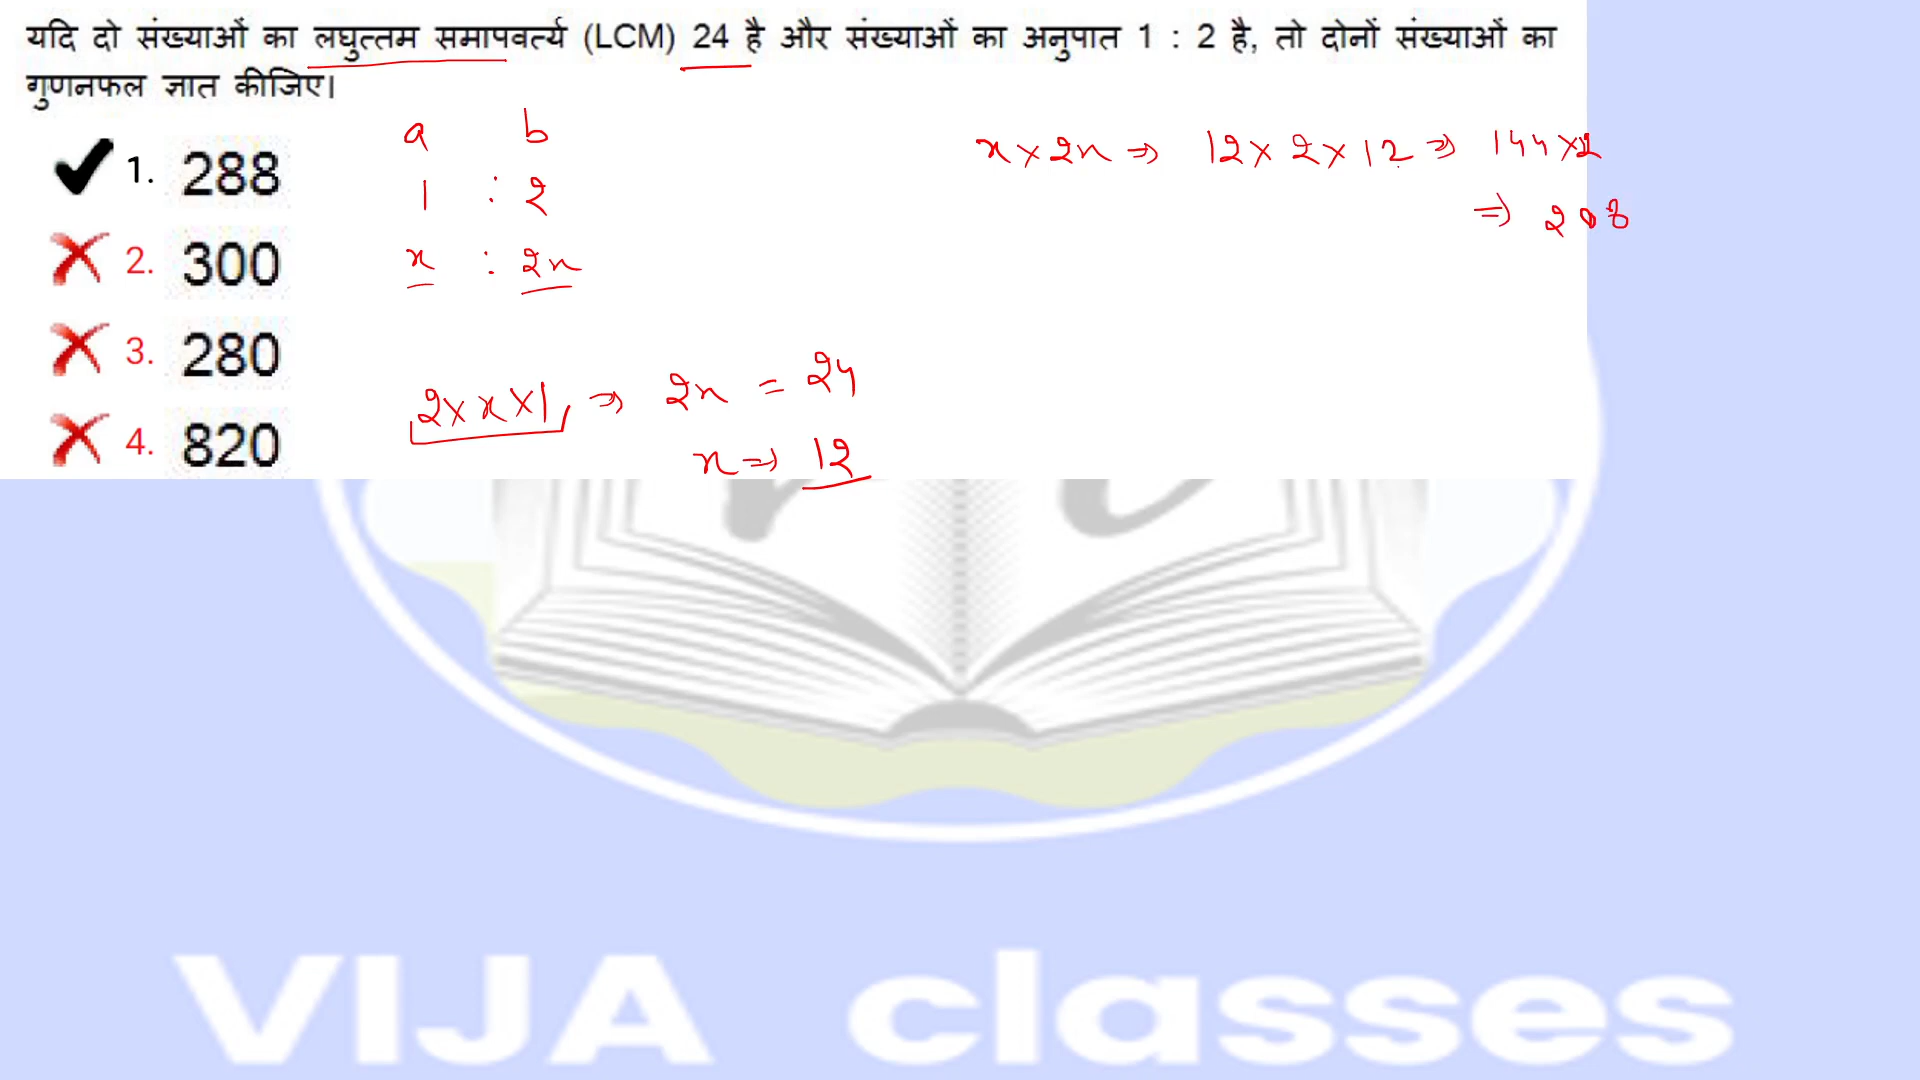 यदि दो संख्याओं का लघुत्तम समापवर्त्य (LCM) 24 है और संख्याओं का अनुपात 1 : 2 है, तो दोनों संख्याओं का
गुणनफल ज्ञात कीजिए।
1. 288
2. 300
3. 280
4. 820
a b
1 : 2
x : 2x
2 × x × 1 ⇒ 2x = 24
x ⇒ 12
x × 2x ⇒ 12 × 2 × 12 ⇒ 144 × 2
⇒ 288
VIJA classes